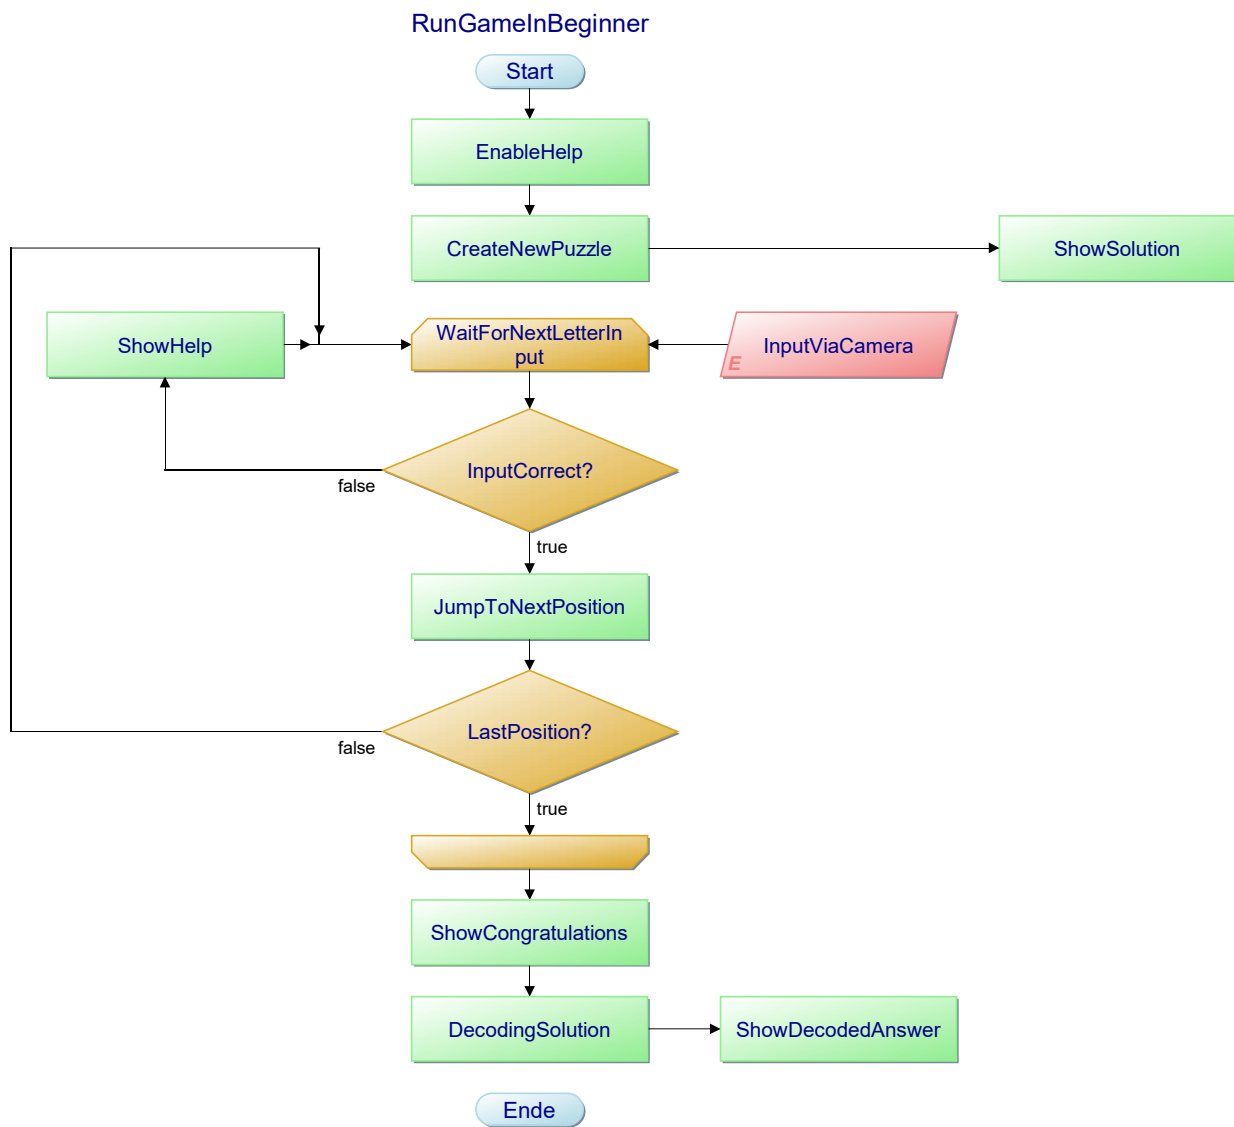 RunGameInBeginner
Start
EnableHelp
CreateNewPuzzle
ShowSolution
ShowHelp
WaitForNextLetterIn
put
InputViaCamera
E
InputCorrect?
false
true
JumpToNextPosition
LastPosition?
false
true
ShowCongratulations
DecodingSolution
ShowDecodedAnswer
Ende